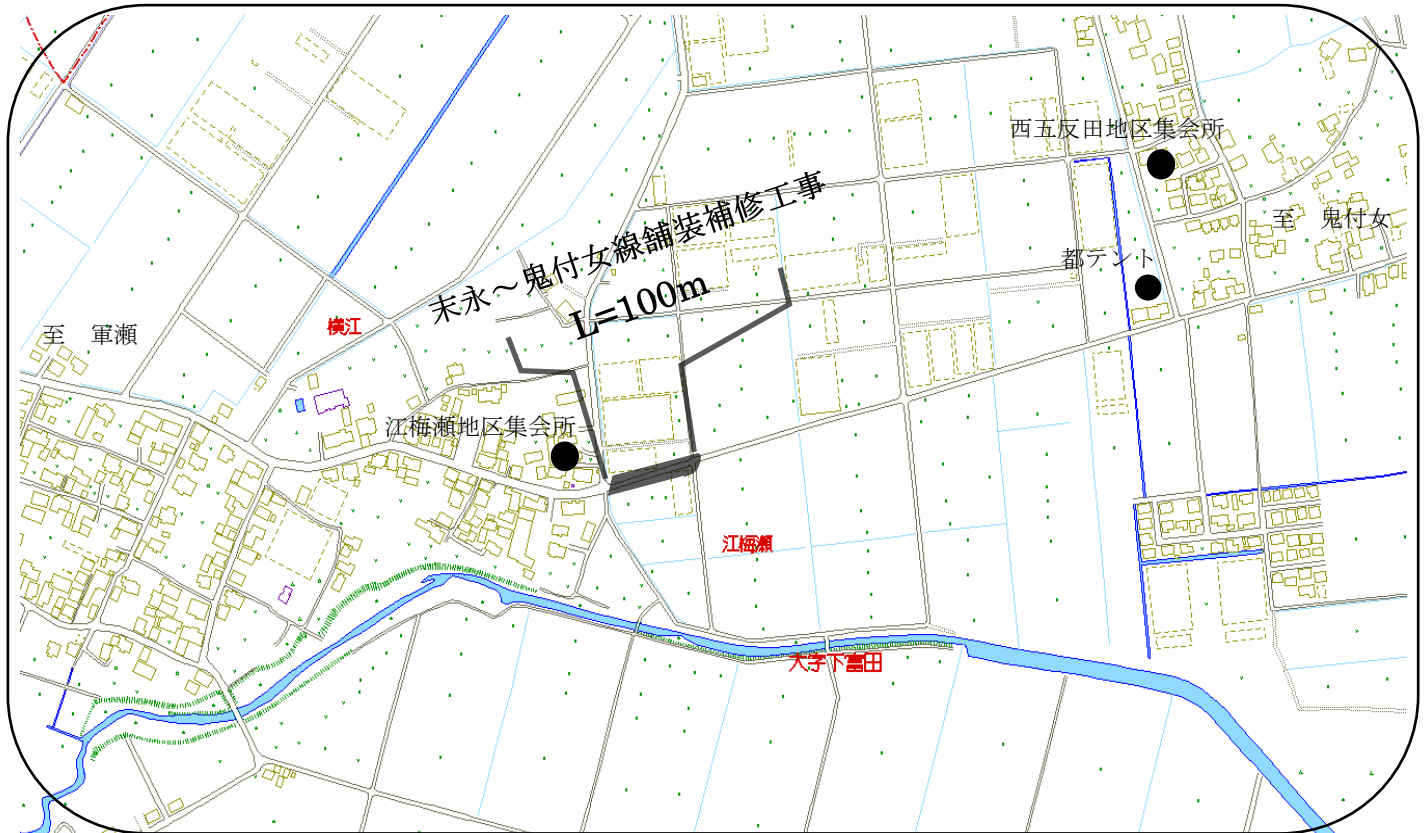 西五反田地区集会所
至　鬼付女
都テント
末永～鬼付女線舗装補修工事
L=100m
至　軍瀬
横江
江梅瀬地区集会所
江梅瀬
大字下富田